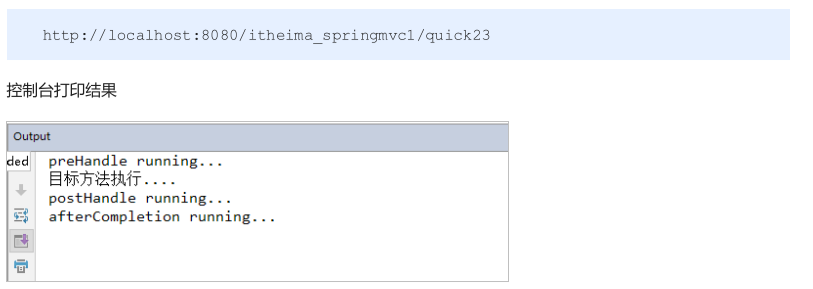 http://localhost:8080/itheima_springmvc1/quick23
控制台打印结果
Output
ded
preHandle running...
目标方法执行....
postHandle running...
afterCompletion running...